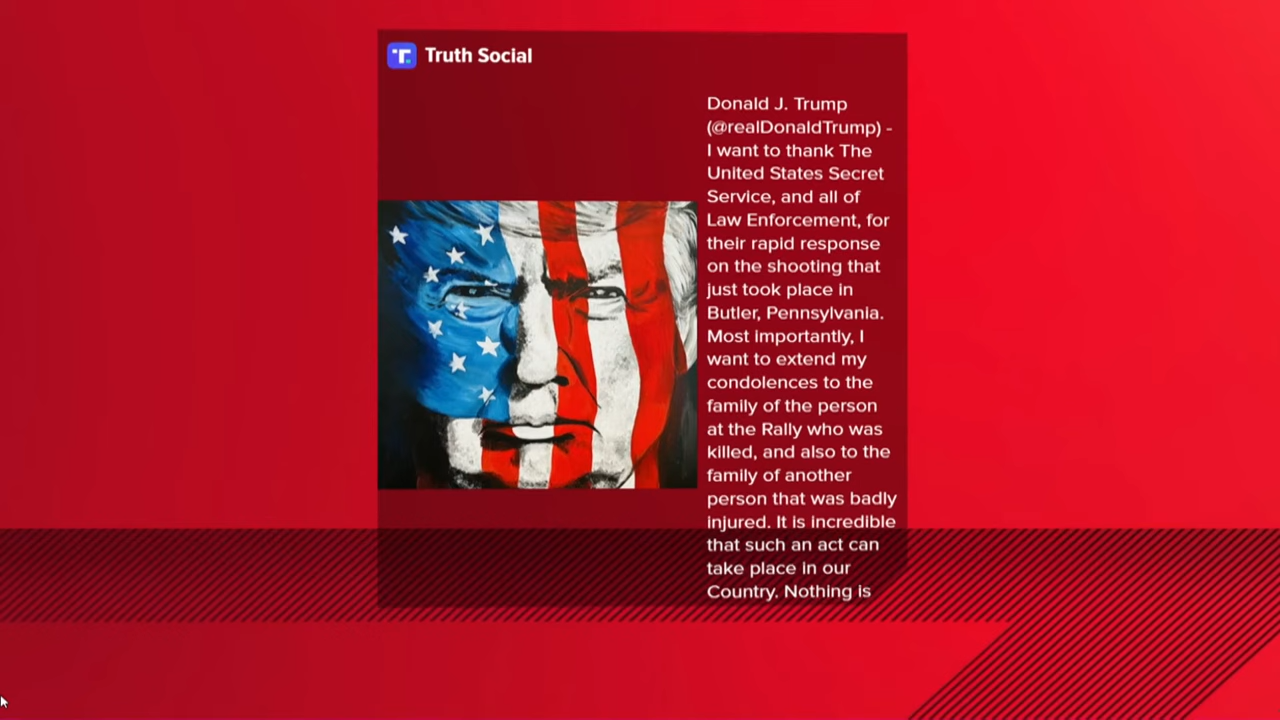 Truth Social
Donald J. Trump
(@realDonaldTrump) -
I want to thank The
United States Secret
Service, and all of
Law Enforcement, for
their rapid response
on the shooting that
just took place in
Butler, Pennsylvania.
Most importantly, I
want to extend my
condolences to the
family of the person
at the Rally who was
killed, and also to the
family of another
person that was badly
injured. It is incredible
that such an act can
take place in our
Country. Nothing is